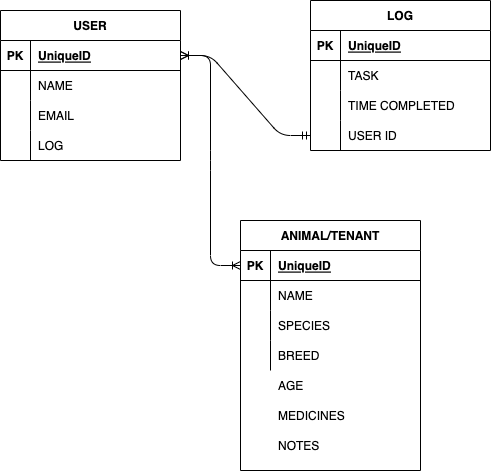 USER
PK UniqueID
NAME
EMAIL
LOG
LOG
PK UniqueID
TASK
TIME COMPLETED
USER ID
ANIMAL/TENANT
PK UniqueID
NAME
SPECIES
BREED
AGE
MEDICINES
NOTES